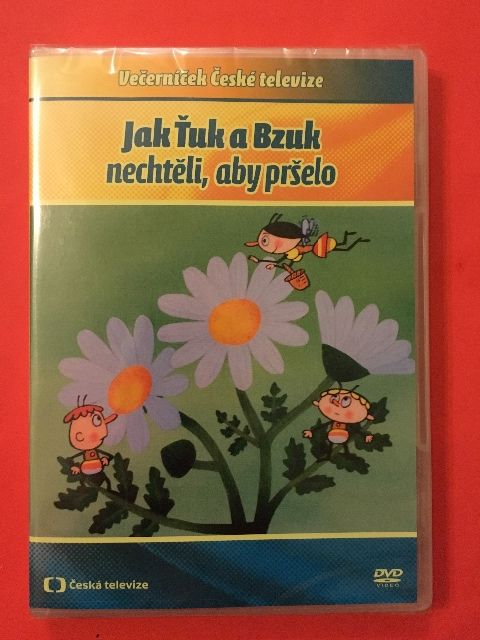 Večerníček České televize
Jak Ťuk a Bzuk
nechtěli, aby pršelo
Česká televize
DVD
VIDEO